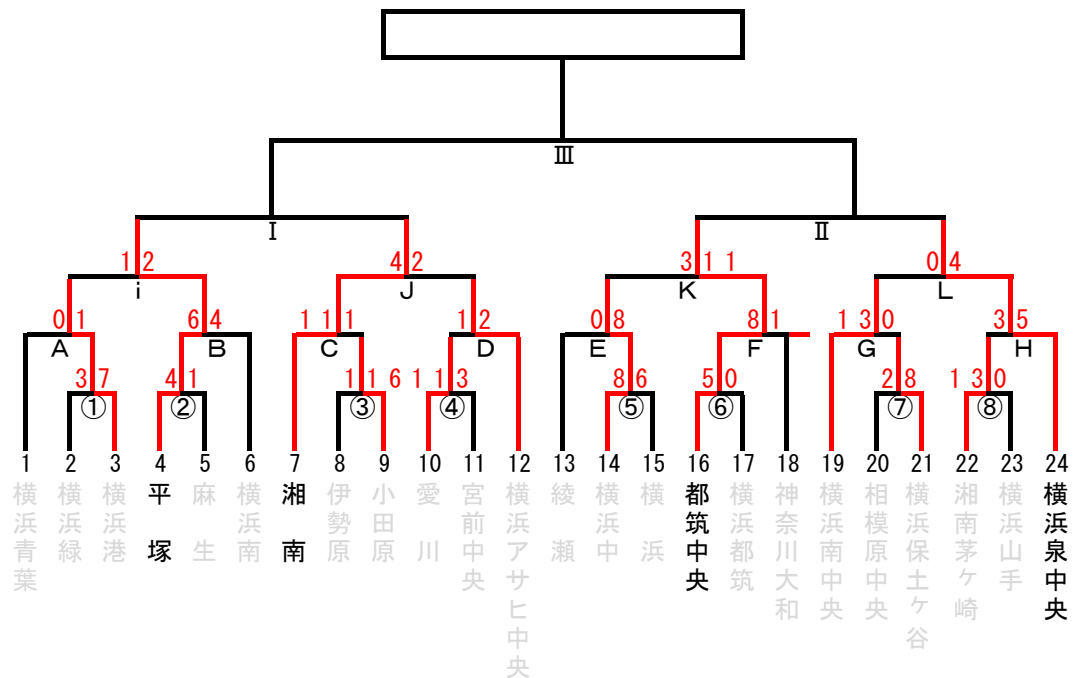 Ⅲ
Ⅰ Ⅱ
1 2 4 2 3 1 1 0 4
i J K L
0 1 6 4 1 1 1 1 2 0 8 8 1 1 3 0 3 5
A B C D E F G H
3 7 4 1 1 1 6 1 1 3 8 6 5 0 2 8 1 3 0
① ② ③ ④ ⑤ ⑥ ⑦ ⑧
1 2 3 4 5 6 7 8 9 10 11 12 13 14 15 16 17 18 19 20 21 22 23 24
横浜青葉
横浜緑
横浜港
平塚
麻生
横浜南
湘南
伊勢原
小田原
愛川
宮前中央
横浜アサヒ中央
綾瀬
横浜中
横浜
都筑中央
横浜都筑
神奈川大和
横浜南中央
相模原中央
横浜保土ケ谷
湘南茅ケ崎
横浜山手
横浜泉中央